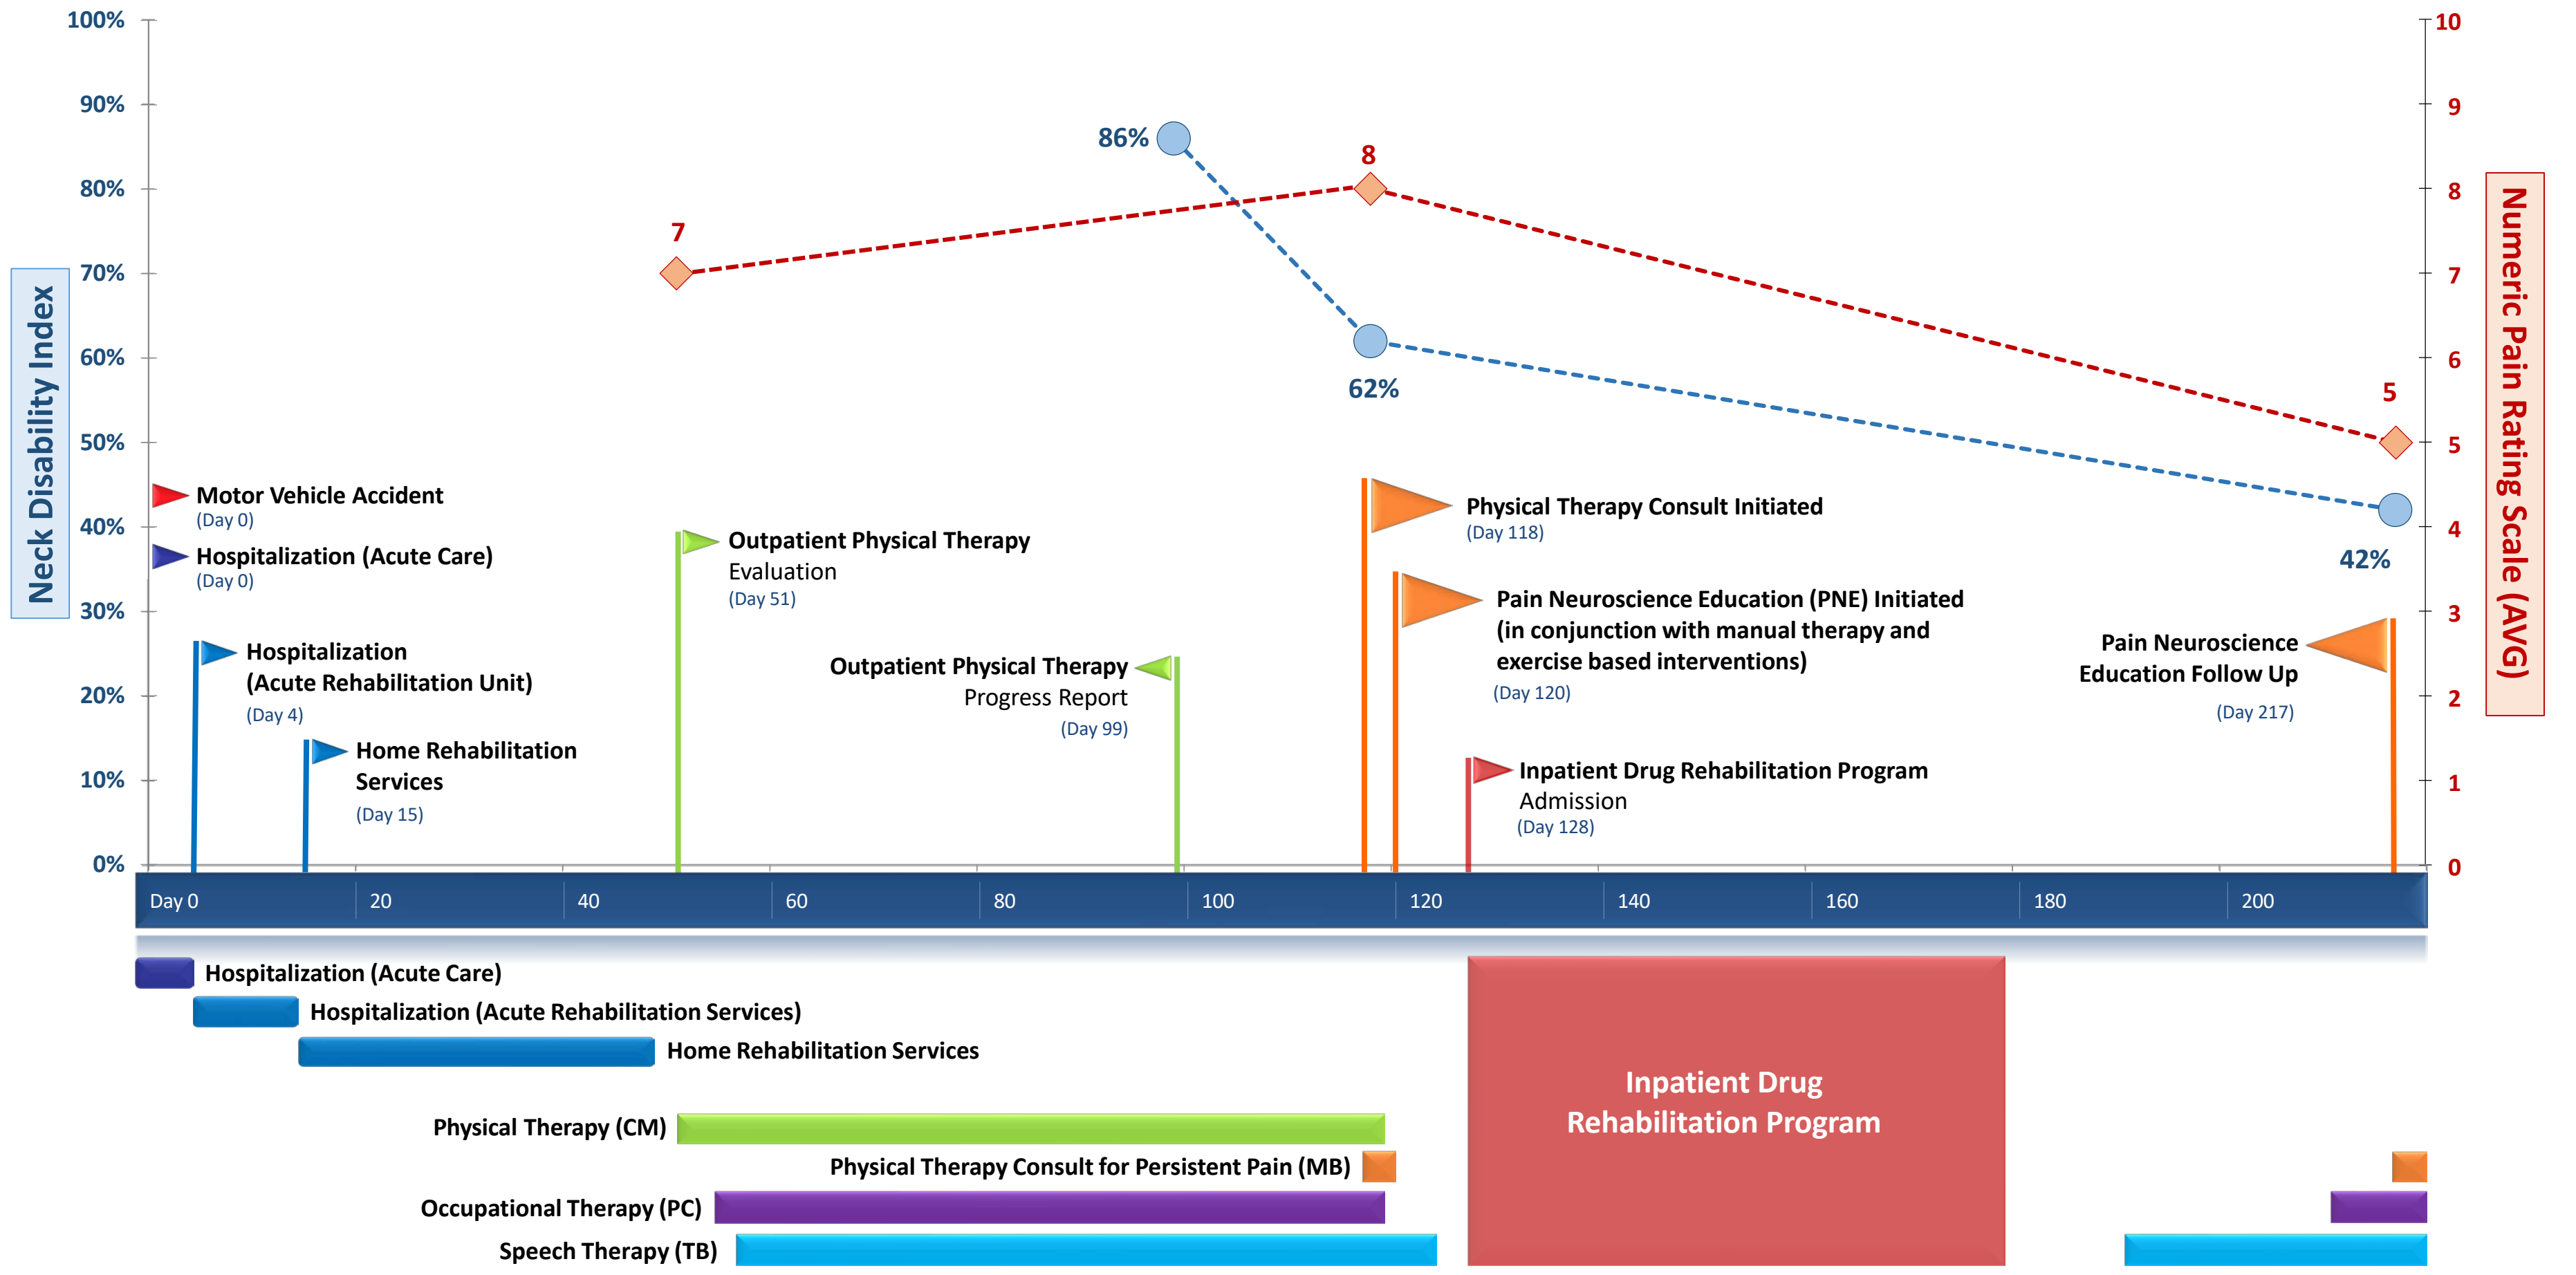 100%
90%
80%
70%
60%
50%
40%
30%
20%
10%
0%
Neck Disability Index
10
9
8
7
6
5
4
3
2
1
0
Numeric Pain Rating Scale (AVG)
86%
62%
42%
7
8
5
Motor Vehicle Accident
(Day 0)
Hospitalization (Acute Care)
(Day 0)
Hospitalization
(Acute Rehabilitation Unit)
(Day 4)
Home Rehabilitation
Services
(Day 15)
Outpatient Physical Therapy
Evaluation
(Day 51)
Outpatient Physical Therapy
Progress Report
(Day 99)
Physical Therapy Consult Initiated
(Day 118)
Pain Neuroscience Education (PNE) Initiated
(in conjunction with manual therapy and
exercise based interventions)
(Day 120)
Inpatient Drug Rehabilitation Program
Admission
(Day 128)
Pain Neuroscience
Education Follow Up
(Day 217)
Day 0 20 40 60 80 100 120 140 160 180 200
Hospitalization (Acute Care)
Hospitalization (Acute Rehabilitation Services)
Home Rehabilitation Services
Physical Therapy (CM)
Physical Therapy Consult for Persistent Pain (MB)
Occupational Therapy (PC)
Speech Therapy (TB)
Inpatient Drug
Rehabilitation Program